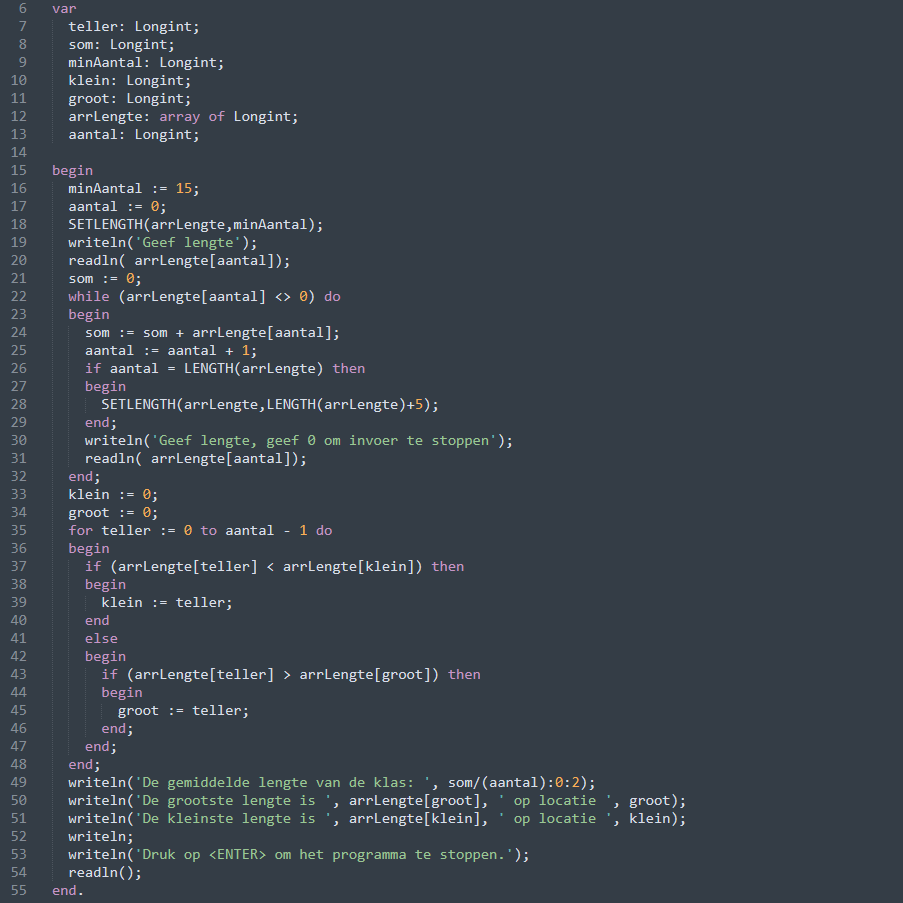 6 var
7 teller: Longint;
8 som: Longint;
9 minAantal: Longint;
10 klein: Longint;
11 groot: Longint;
12 arrLengte: array of Longint;
13 aantal: Longint;
14
15 begin
16 minAantal := 15;
17 aantal := 0;
18 SETLENGTH(arrLengte,minAantal);
19 writeln('Geef lengte');
20 readln( arrLengte[aantal]);
21 som := 0;
22 while (arrLengte[aantal] <> 0) do
23 begin
24 som := som + arrLengte[aantal];
25 aantal := aantal + 1;
26 if aantal = LENGTH(arrLengte) then
27 begin
28 SETLENGTH(arrLengte,LENGTH(arrLengte)+5);
29 end;
30 writeln('Geef lengte, geef 0 om invoer te stoppen');
31 readln( arrLengte[aantal]);
32 end;
33 klein := 0;
34 groot := 0;
35 for teller := 0 to aantal - 1 do
36 begin
37 if (arrLengte[teller] < arrLengte[klein]) then
38 begin
39 klein := teller;
40 end
41 else
42 begin
43 if (arrLengte[teller] > arrLengte[groot]) then
44 begin
45 groot := teller;
46 end;
47 end;
48 end;
49 writeln('De gemiddelde lengte van de klas: ', som/(aantal):0:2);
50 writeln('De grootste lengte is ', arrLengte[groot], ' op locatie ', groot);
51 writeln('De kleinste lengte is ', arrLengte[klein], ' op locatie ', klein);
52 writeln;
53 writeln('Druk op <ENTER> om het programma te stoppen.');
54 readln();
55 end.